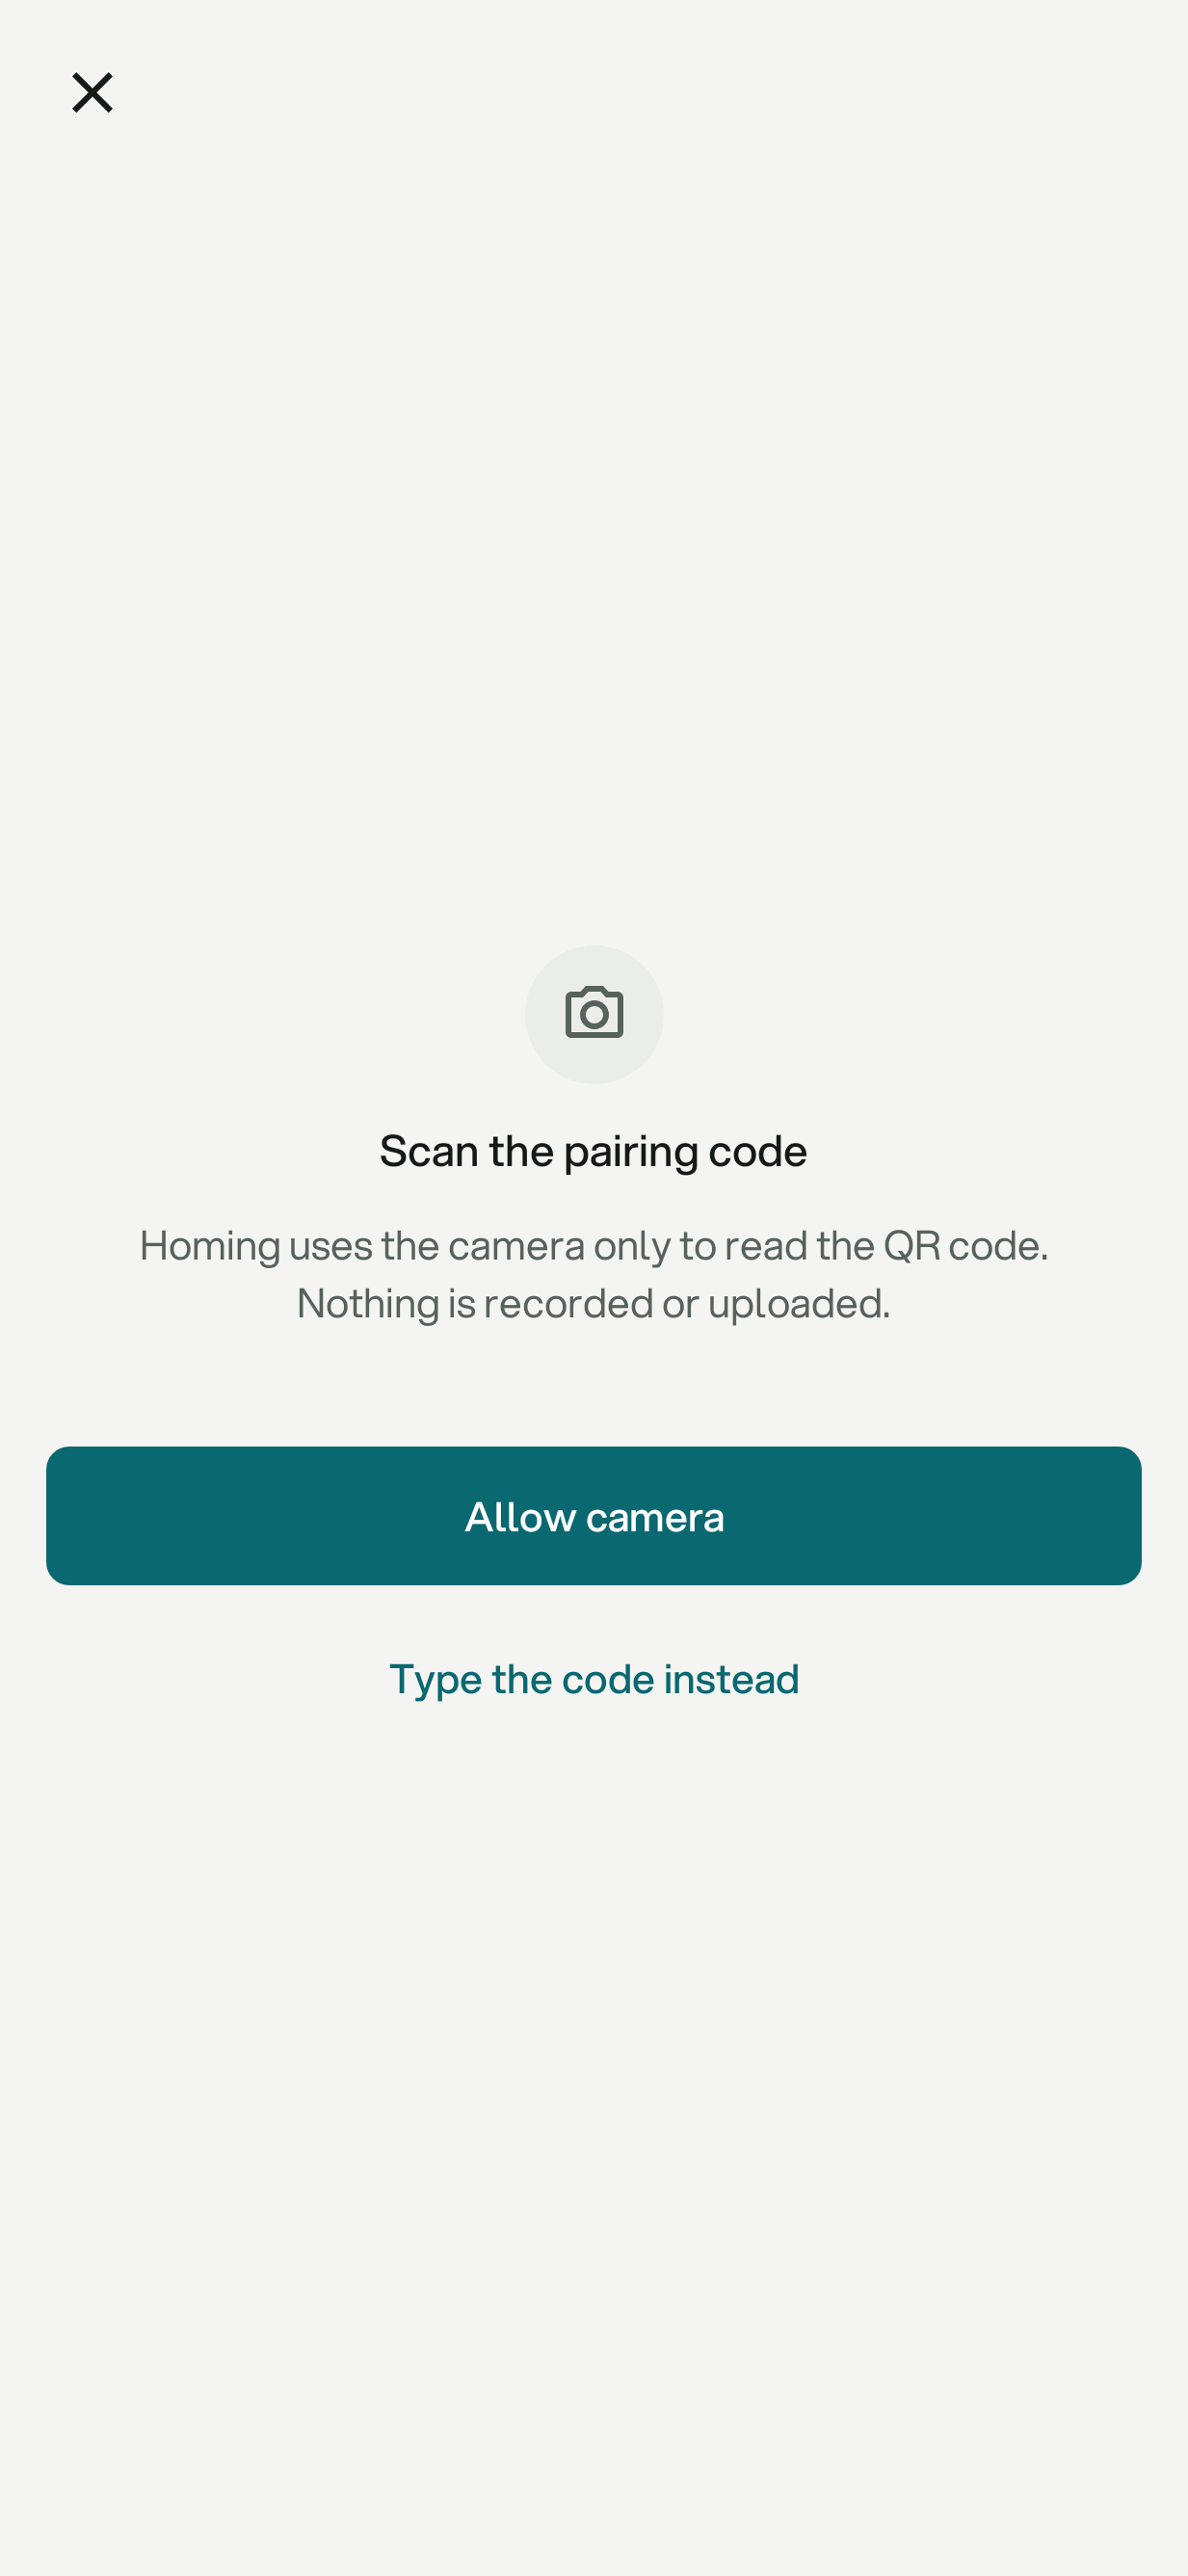 Scan the pairing code
Homing uses the camera only to read the QR code.
Nothing is recorded or uploaded.
Allow camera
Type the code instead